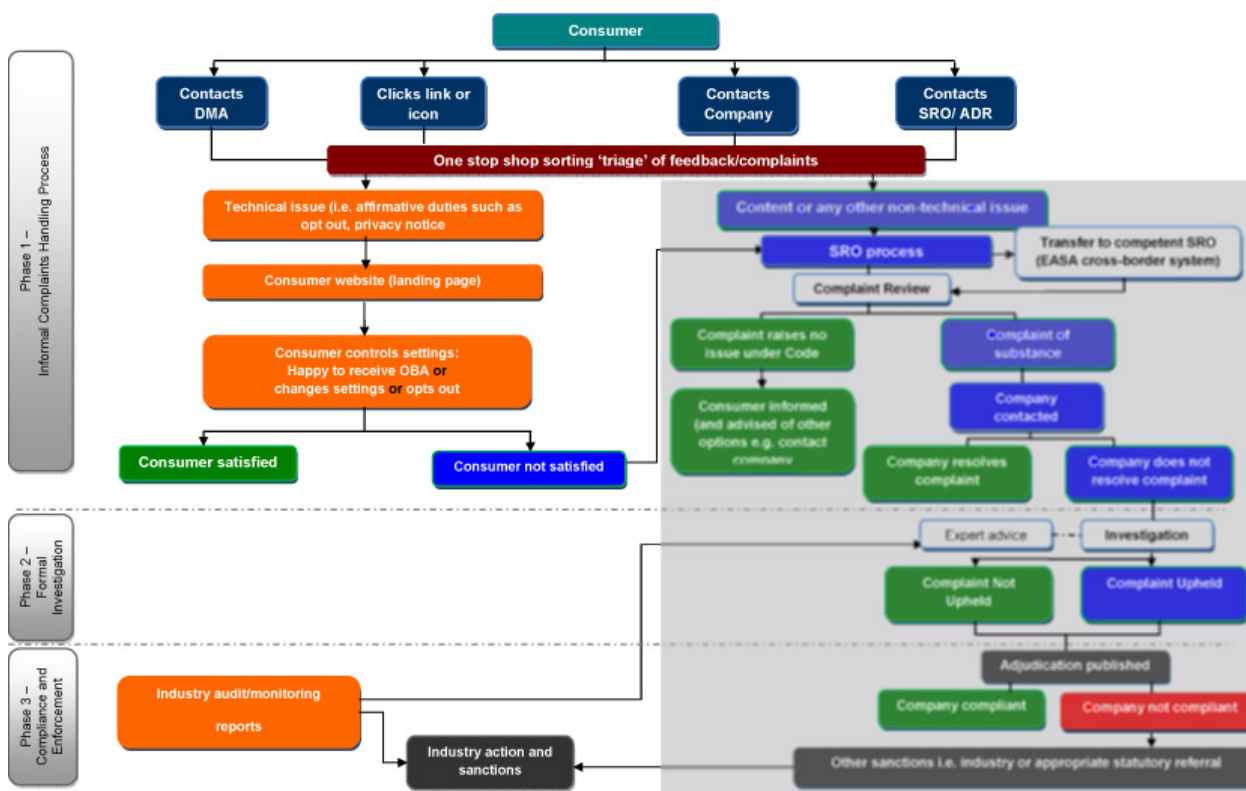 Consumer
Contacts
DMA
Clicks link or
icon
Contacts
Company
Contacts
SRO/ ADR
One stop shop sorting ‘triage’ of feedback/complaints
Phase 1 –
Informal Complaints Handling Process
Technical issue (i.e. affirmative duties such as
opt out, privacy notice
Content or any other non-technical issue
SRO process
Transfer to competent SRO
(EASA cross-border system)
Consumer website (landing page)
Complaint Review
Consumer controls settings:
Happy to receive OBA or
changes settings or opts out
Complaint raises no
issue under Code
Complaint of
substance
Consumer informed
(and advised of other
options e.g. contact
company
Company
contacted
Consumer satisfied
Consumer not satisfied
Company resolves
complaint
Company does not
resolve complaint
Phase 2 –
Formal
Investigation
Expert advice
Investigation
Complaint Not
Upheld
Complaint Upheld
Phase 3 –
Compliance and
Enforcement
Adjudication published
Industry audit/monitoring
reports
Company compliant
Company not compliant
Industry action and
sanctions
Other sanctions i.e. industry or appropriate statutory referral